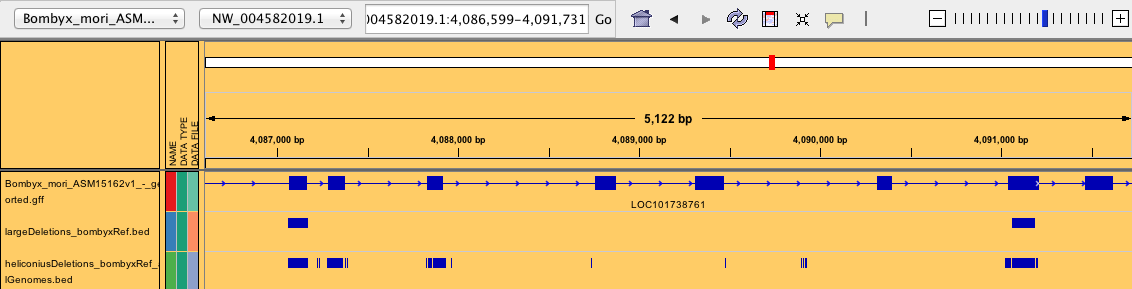 Bombyx_mori_ASM...
NW_004582019.1
004582019.1:4,086,599-4,091,731
Go
5,122 bp
4,087,000 bp
4,088,000 bp
4,089,000 bp
4,090,000 bp
4,091,000 bp
NAME
DATA TYPE
DATA FILE
Bombyx_mori_ASM15162v1_-_ge
orted.gff
LOC101738761
largeDeletions_bombyxRef.bed
heliconiusDeletions_bombyxRef_
lGenomes.bed